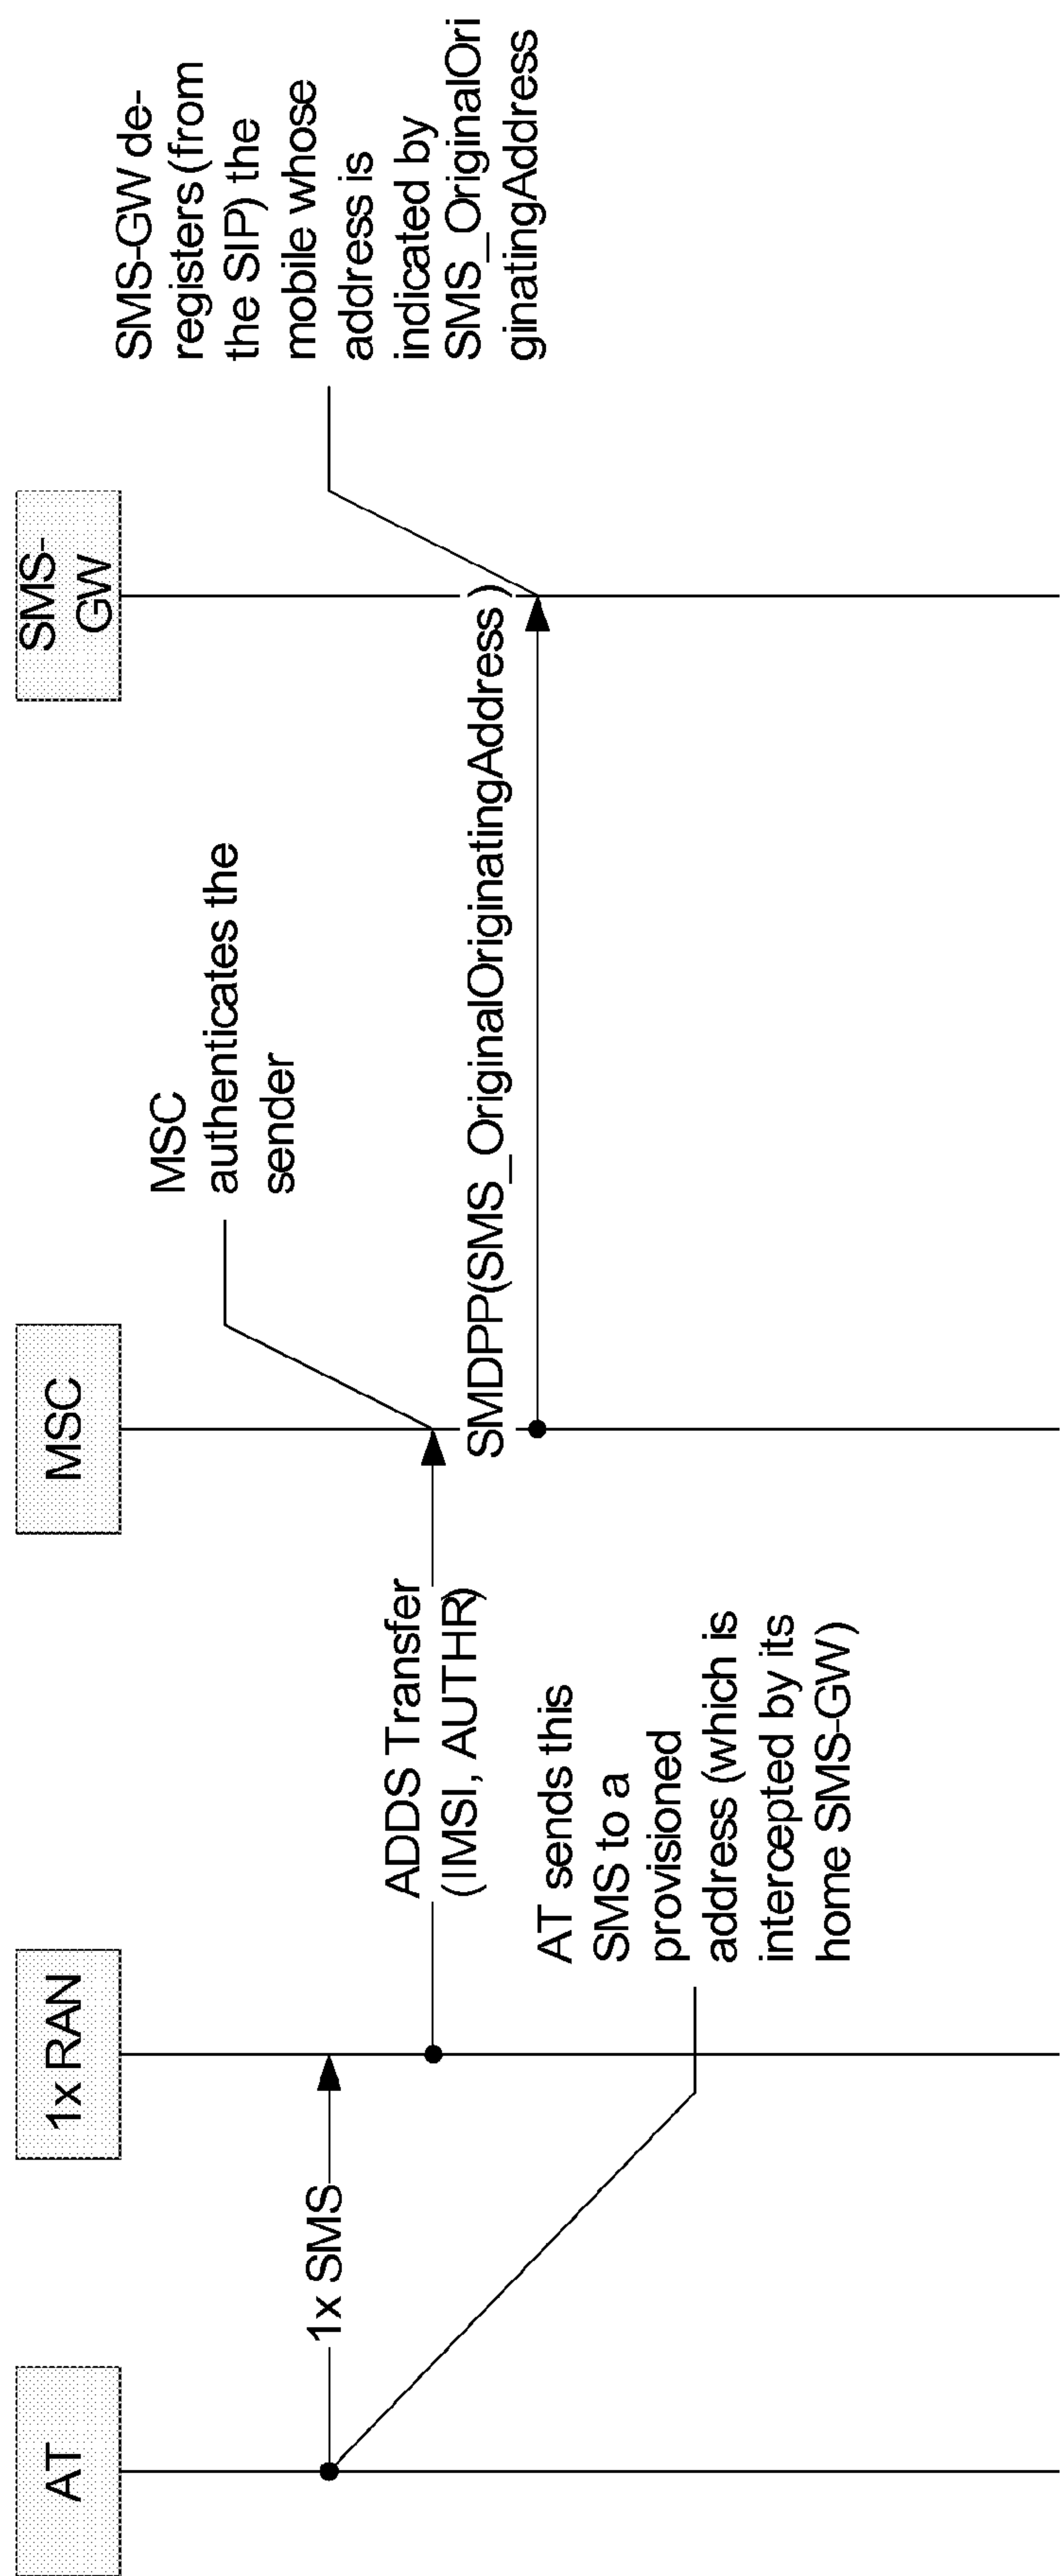 AT
1x RAN
MSC
SMS-
GW
1x SMS
ADDS Transfer
(IMSI, AUTHR)
AT sends this
SMS to a
provisioned
address (which is
intercepted by its
home SMS-GW)
MSC
authenticates the
sender
SMDPP(SMS_OriginalOriginatingAddress)
SMS-GW de-
registers (from
the SIP) the
mobile whose
address is
indicated by
SMS_OriginalOri
ginatingAddress